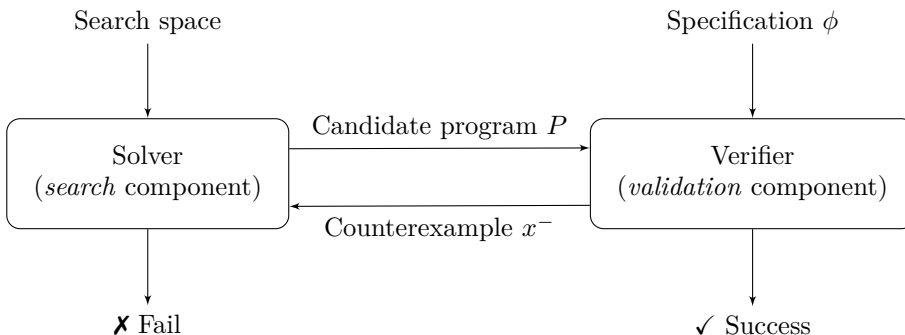 Search space
Specification ϕ
Candidate program P
Solver
(search component)
Verifier
(validation component)
Counterexample x⁻
✗ Fail
✓ Success